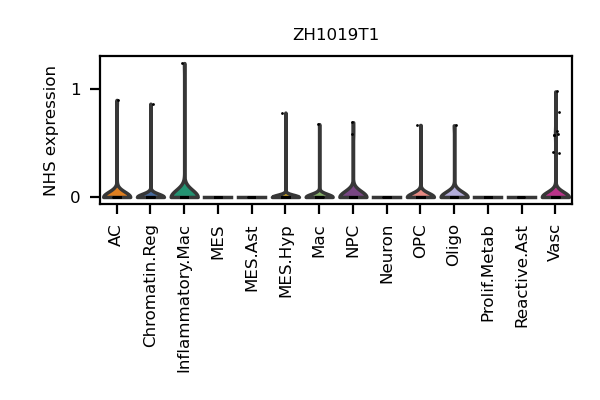 ZH1019T1
NHS expression
1
0
AC
Chromatin.Reg
Inflammatory.Mac
MES
MES.Ast
MES.Hyp
Mac
NPC
Neuron
OPC
Oligo
Prolif.Metab
Reactive.Ast
Vasc